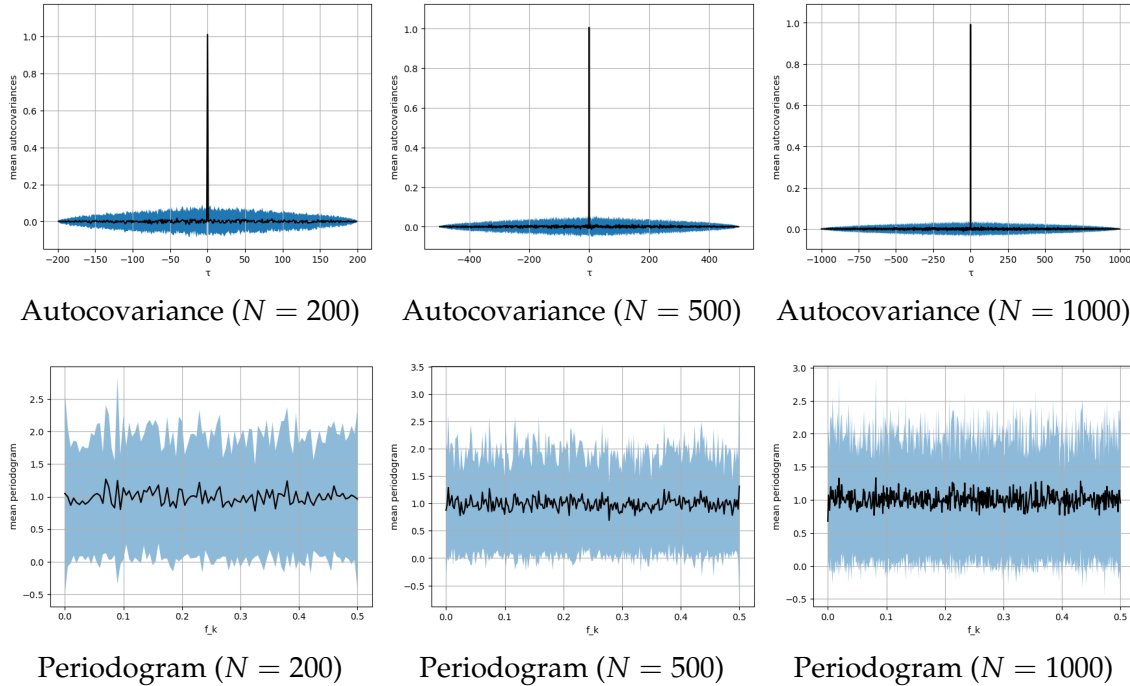 mean autocovariances
1.0
0.8
0.6
0.4
0.2
0.0
−200 −150 −100 −50 0 50 100 150 200
τ
mean autocovariances
1.0
0.8
0.6
0.4
0.2
0.0
−400 −200 0 200 400
τ
mean autocovariances
1.0
0.8
0.6
0.4
0.2
0.0
−1000 −750 −500 −250 0 250 500 750 1000
τ
Autocovariance (N = 200)
Autocovariance (N = 500)
Autocovariance (N = 1000)
mean periodogram
2.5
2.0
1.5
1.0
0.5
0.0
−0.5
0.0 0.1 0.2 0.3 0.4 0.5
f_k
mean periodogram
3.5
3.0
2.5
2.0
1.5
1.0
0.5
0.0
−0.5
0.0 0.1 0.2 0.3 0.4 0.5
f_k
mean periodogram
3.0
2.5
2.0
1.5
1.0
0.5
0.0
−0.5
0.0 0.1 0.2 0.3 0.4 0.5
f_k
Periodogram (N = 200)
Periodogram (N = 500)
Periodogram (N = 1000)